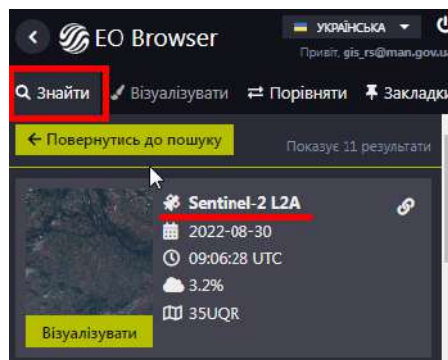 EO Browser
УКРАЇНСЬКА
Привіт, gis_rs@man.gov.u
Знайти Візуалізувати Порівняти Закладки
Повернутись до пошуку
Показує 11 результати
Sentinel-2 L2A
2022-08-30
09:06:28 UTC
3.2%
35UQR
Візуалізувати